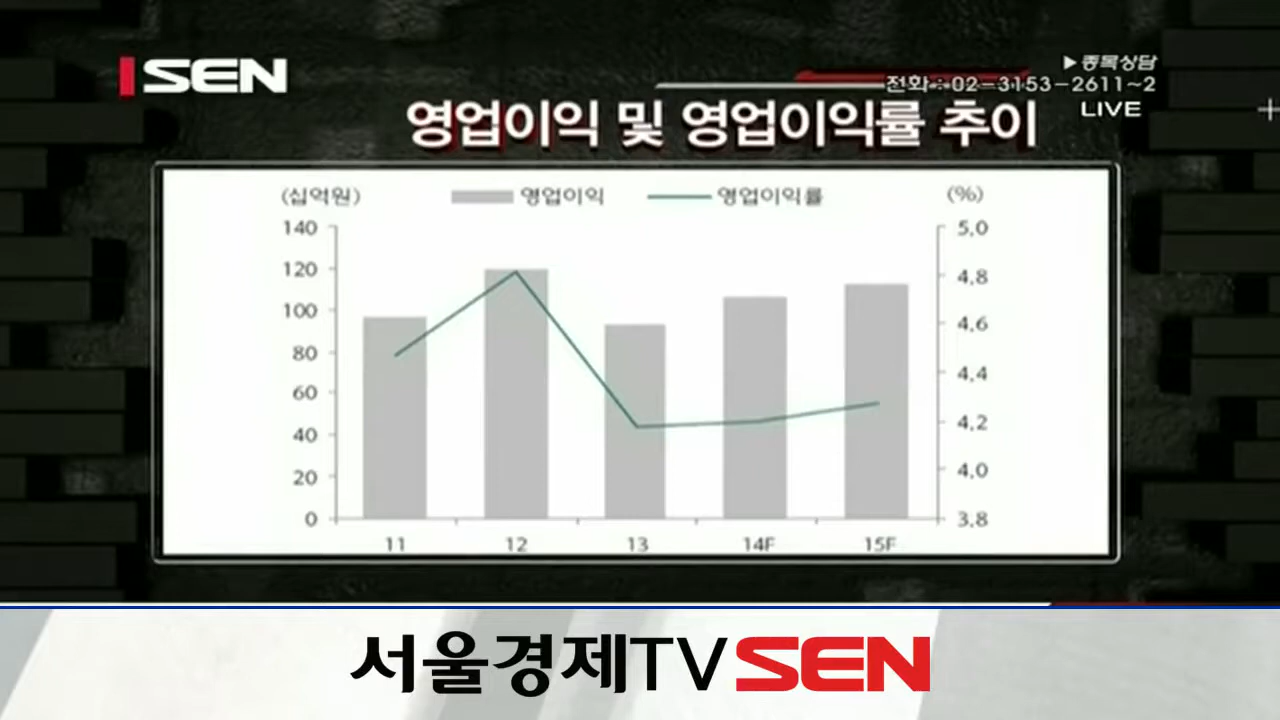 SEN
▶종목상담
전화 : 02-3153-2611~2
LIVE
영업이익 및 영업이익률 추이
(십억원) 영업이익 영업이익률 (%)
140 5.0
120 4.8
100 4.6
80 4.4
60 4.2
40 4.0
20 3.8
0
11 12 13 14F 15F
서울경제TV SEN